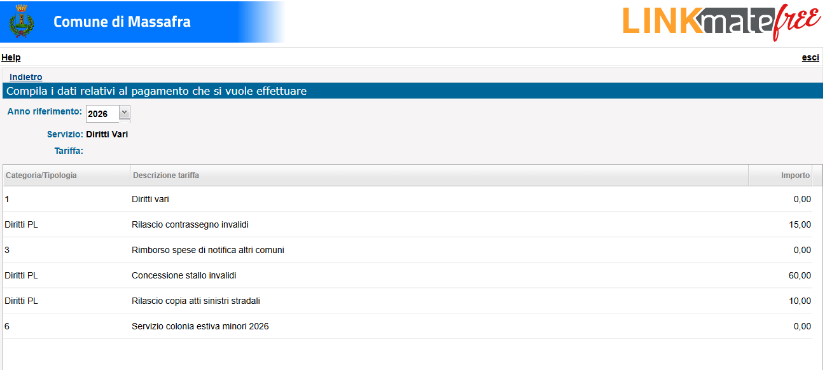 Comune di Massafra
LINKmatefree
Help
esci
Indietro
Compila i dati relativi al pagamento che si vuole effettuare
Anno riferimento: 2026
Servizio: Diritti Vari
Tariffa:
Categoria/Tipologia Descrizione tariffa Importo
1 Diritti vari 0,00
Diritti PL Rilascio contrassegno invalidi 15,00
3 Rimborso spese di notifica altri comuni 0,00
Diritti PL Concessione stallo invalidi 60,00
Diritti PL Rilascio copia atti sinistri stradali 10,00
6 Servizio colonia estiva minori 2026 0,00